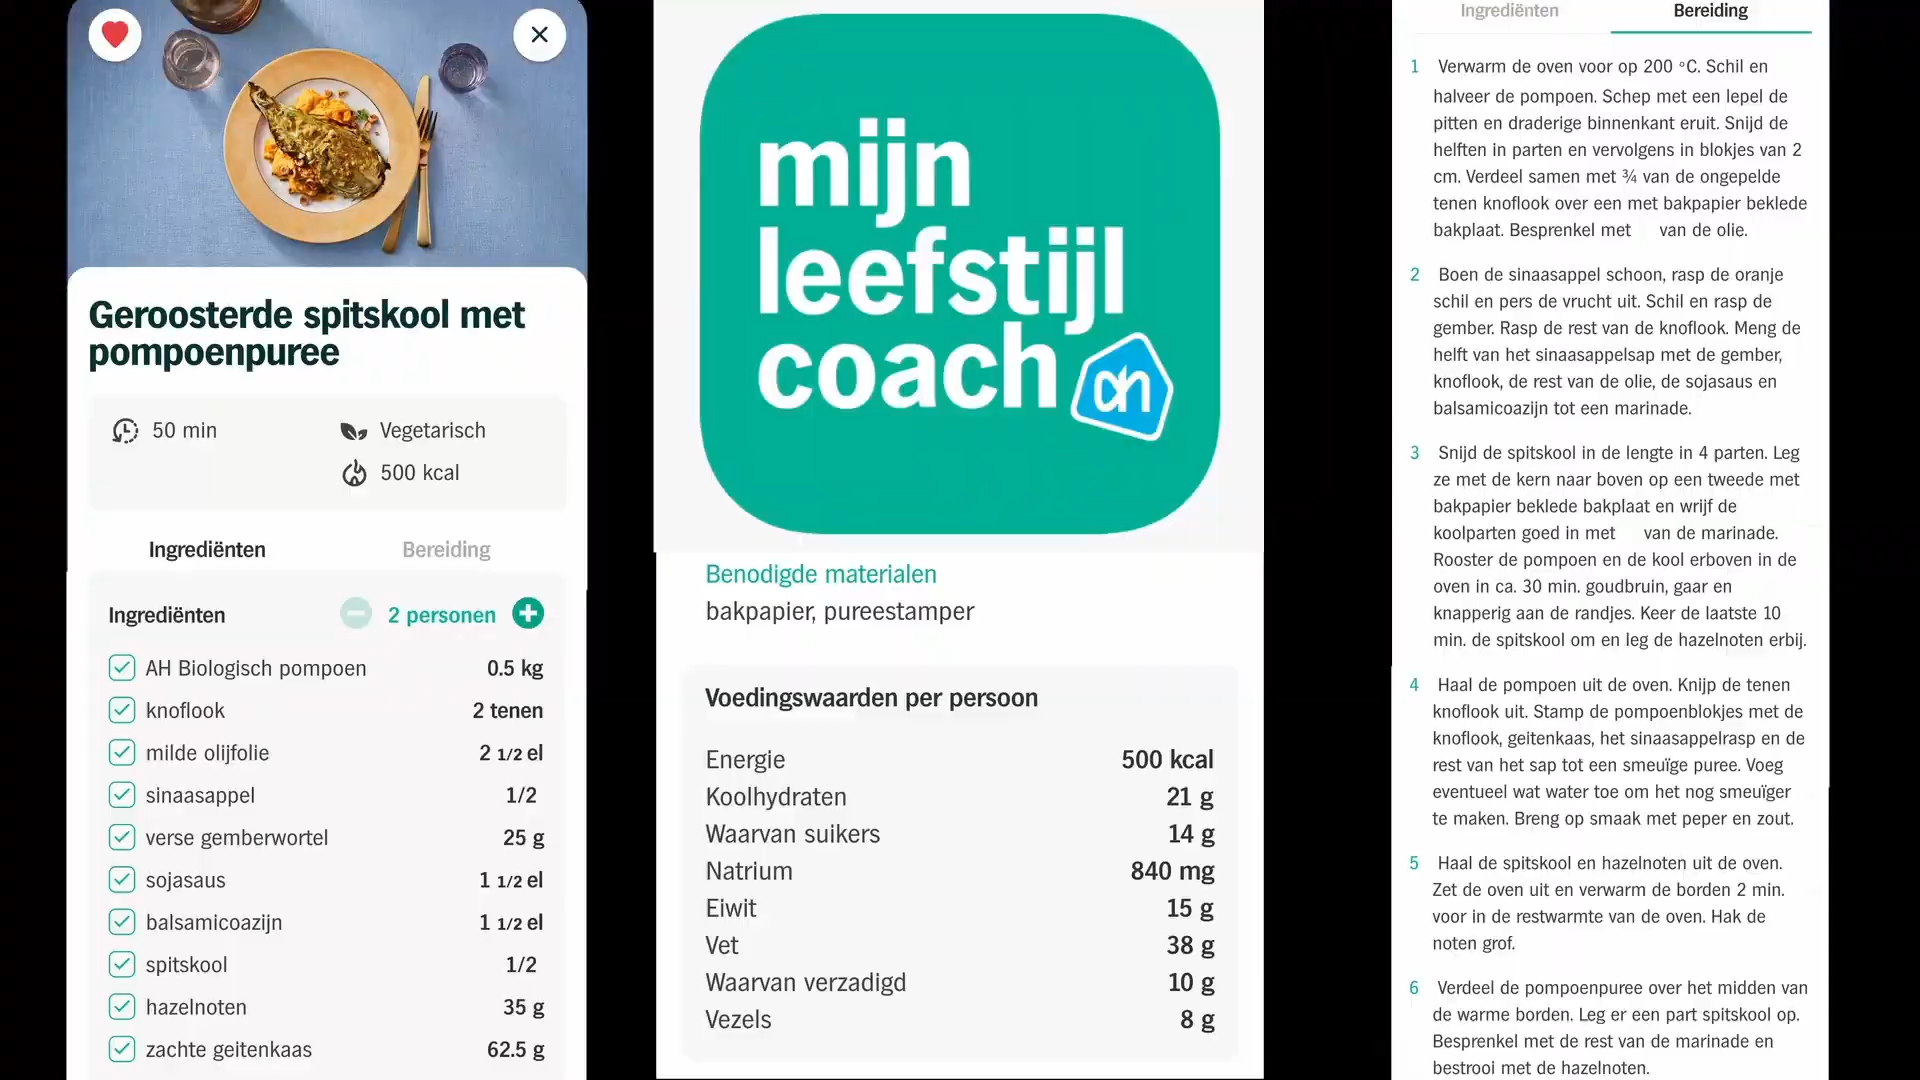 Geroosterde spitskool met
pompoenpuree
50 min
Vegetarisch
500 kcal
Ingrediënten
Bereiding
Ingrediënten
2 personen
AH Biologisch pompoen 0.5 kg
knoflook 2 tenen
milde olijfolie 2 1/2 el
sinaasappel 1/2
verse gemberwortel 25 g
sojasaus 1 1/2 el
balsamicoazijn 1 1/2 el
spitskool 1/2
hazelnoten 35 g
zachte geitenkaas 62.5 g
mijn
leefstijl
coach
ah
Benodigde materialen
bakpapier, pureestamper
Voedingswaarden per persoon
Energie 500 kcal
Koolhydraten 21 g
Waarvan suikers 14 g
Natrium 840 mg
Eiwit 15 g
Vet 38 g
Waarvan verzadigd 10 g
Vezels 8 g
Ingrediënten
Bereiding
1 Verwarm de oven voor op 200 °C. Schil en
halveer de pompoen. Schep met een lepel de
pitten en draderige binnenkant eruit. Snijd de
helften in parten en vervolgens in blokjes van 2
cm. Verdeel samen met ¾ van de ongepelde
tenen knoflook over een met bakpapier beklede
bakplaat. Besprenkel met van de olie.
2 Boen de sinaasappel schoon, rasp de oranje
schil en pers de vrucht uit. Schil en rasp de
gember. Rasp de rest van de knoflook. Meng de
helft van het sinaasappelsap met de gember,
knoflook, de rest van de olie, de sojasaus en
balsamicoazijn tot een marinade.
3 Snijd de spitskool in de lengte in 4 parten. Leg
ze met de kern naar boven op een tweede met
bakpapier beklede bakplaat en wrijf de
koolparten goed in met van de marinade.
Rooster de pompoen en de kool erboven in de
oven in ca. 30 min. goudbruin, gaar en
knapperig aan de randjes. Keer de laatste 10
min. de spitskool om en leg de hazelnoten erbij.
4 Haal de pompoen uit de oven. Knijp de tenen
knoflook uit. Stamp de pompoenblokjes met de
knoflook, geitenkaas, het sinaasappelrasp en de
rest van het sap tot een smeuïge puree. Voeg
eventueel wat water toe om het nog smeuïger
te maken. Breng op smaak met peper en zout.
5 Haal de spitskool en hazelnoten uit de oven.
Zet de oven uit en verwarm de borden 2 min.
voor in de restwarmte van de oven. Hak de
noten grof.
6 Verdeel de pompoenpuree over het midden van
de warme borden. Leg er een part spitskool op.
Besprenkel met de rest van de marinade en
bestrooi met de hazelnoten.